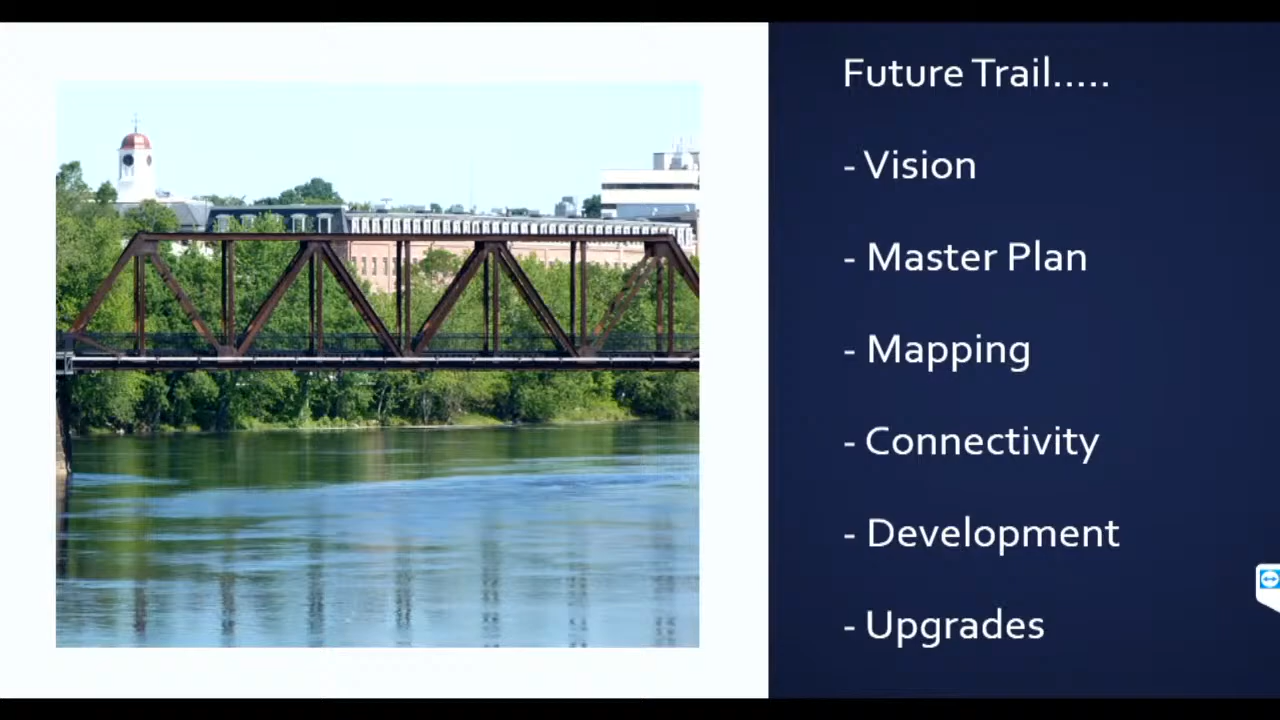 Future Trail.....
- Vision
- Master Plan
- Mapping
- Connectivity
- Development
- Upgrades